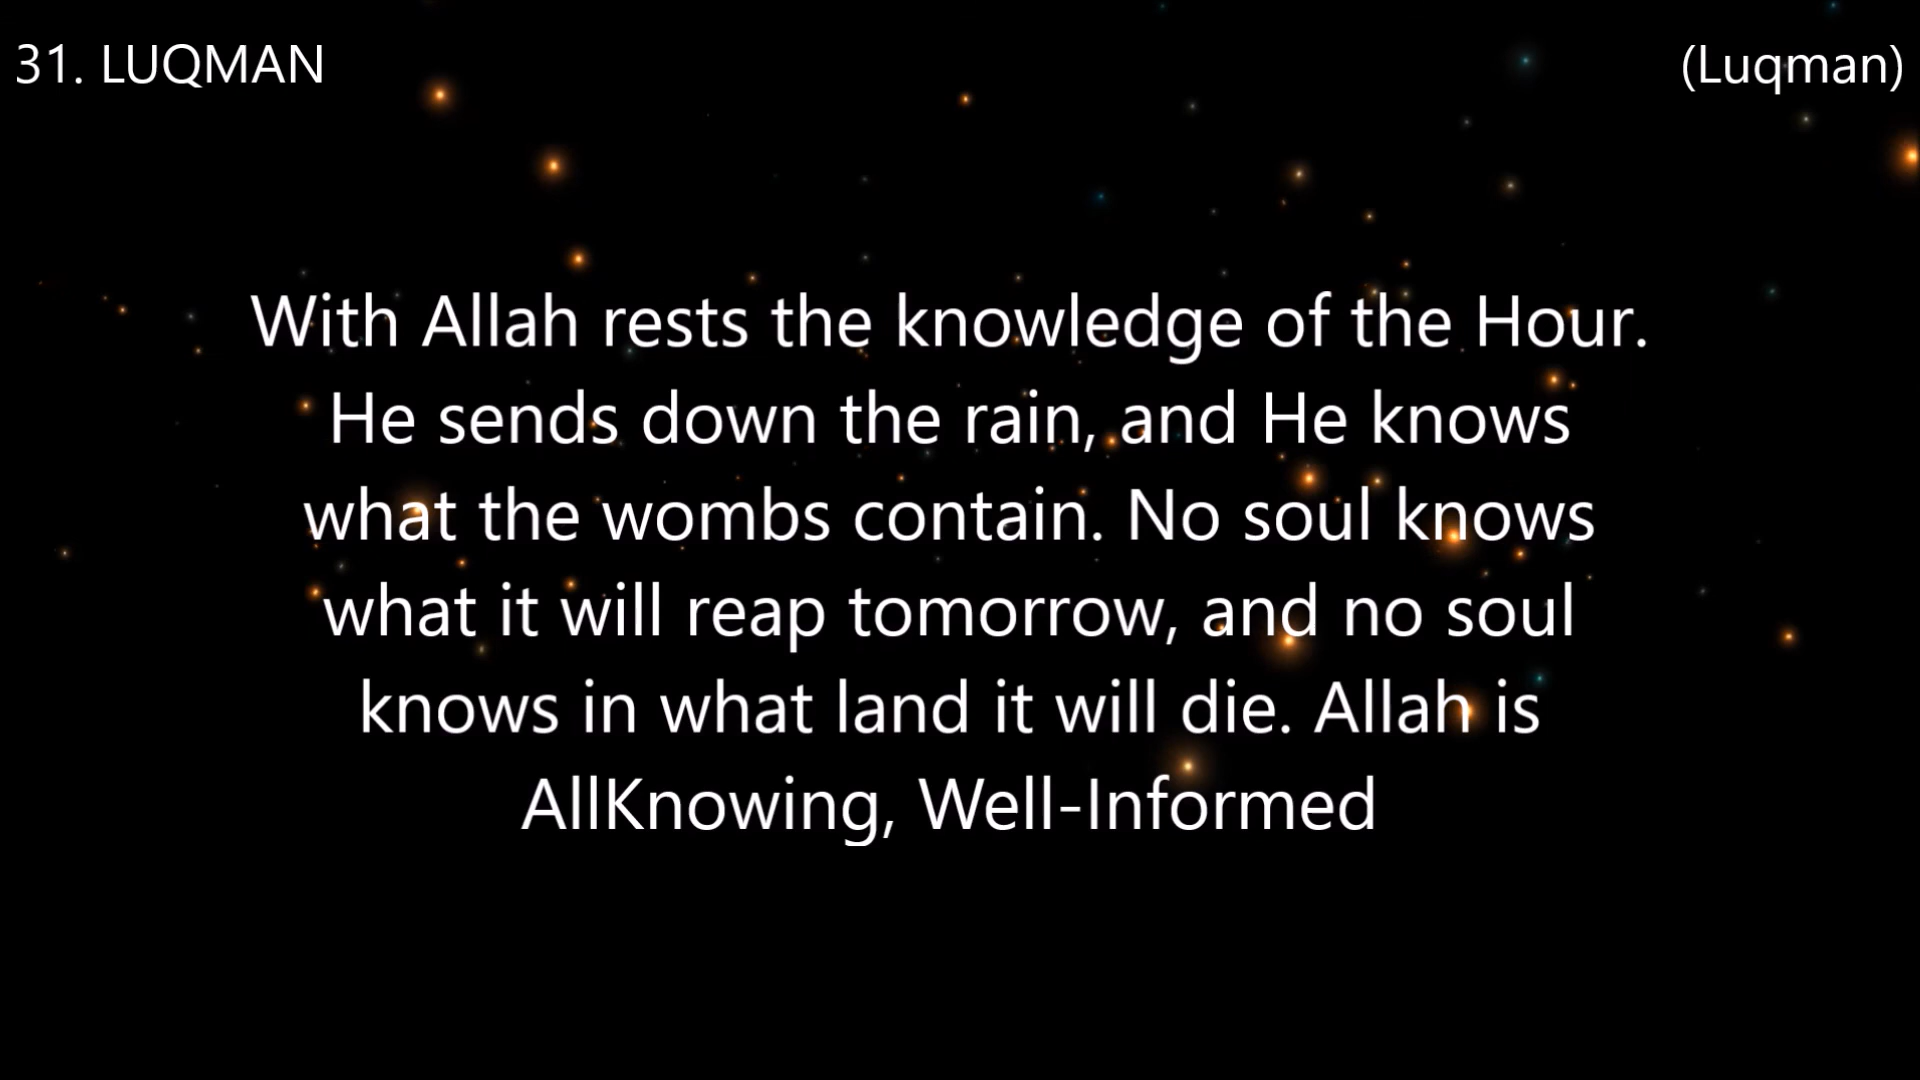 31. LUQMAN
(Luqman)
With Allah rests the knowledge of the Hour.
He sends down the rain, and He knows
what the wombs contain. No soul knows
what it will reap tomorrow, and no soul
knows in what land it will die. Allah is
AllKnowing, Well-Informed